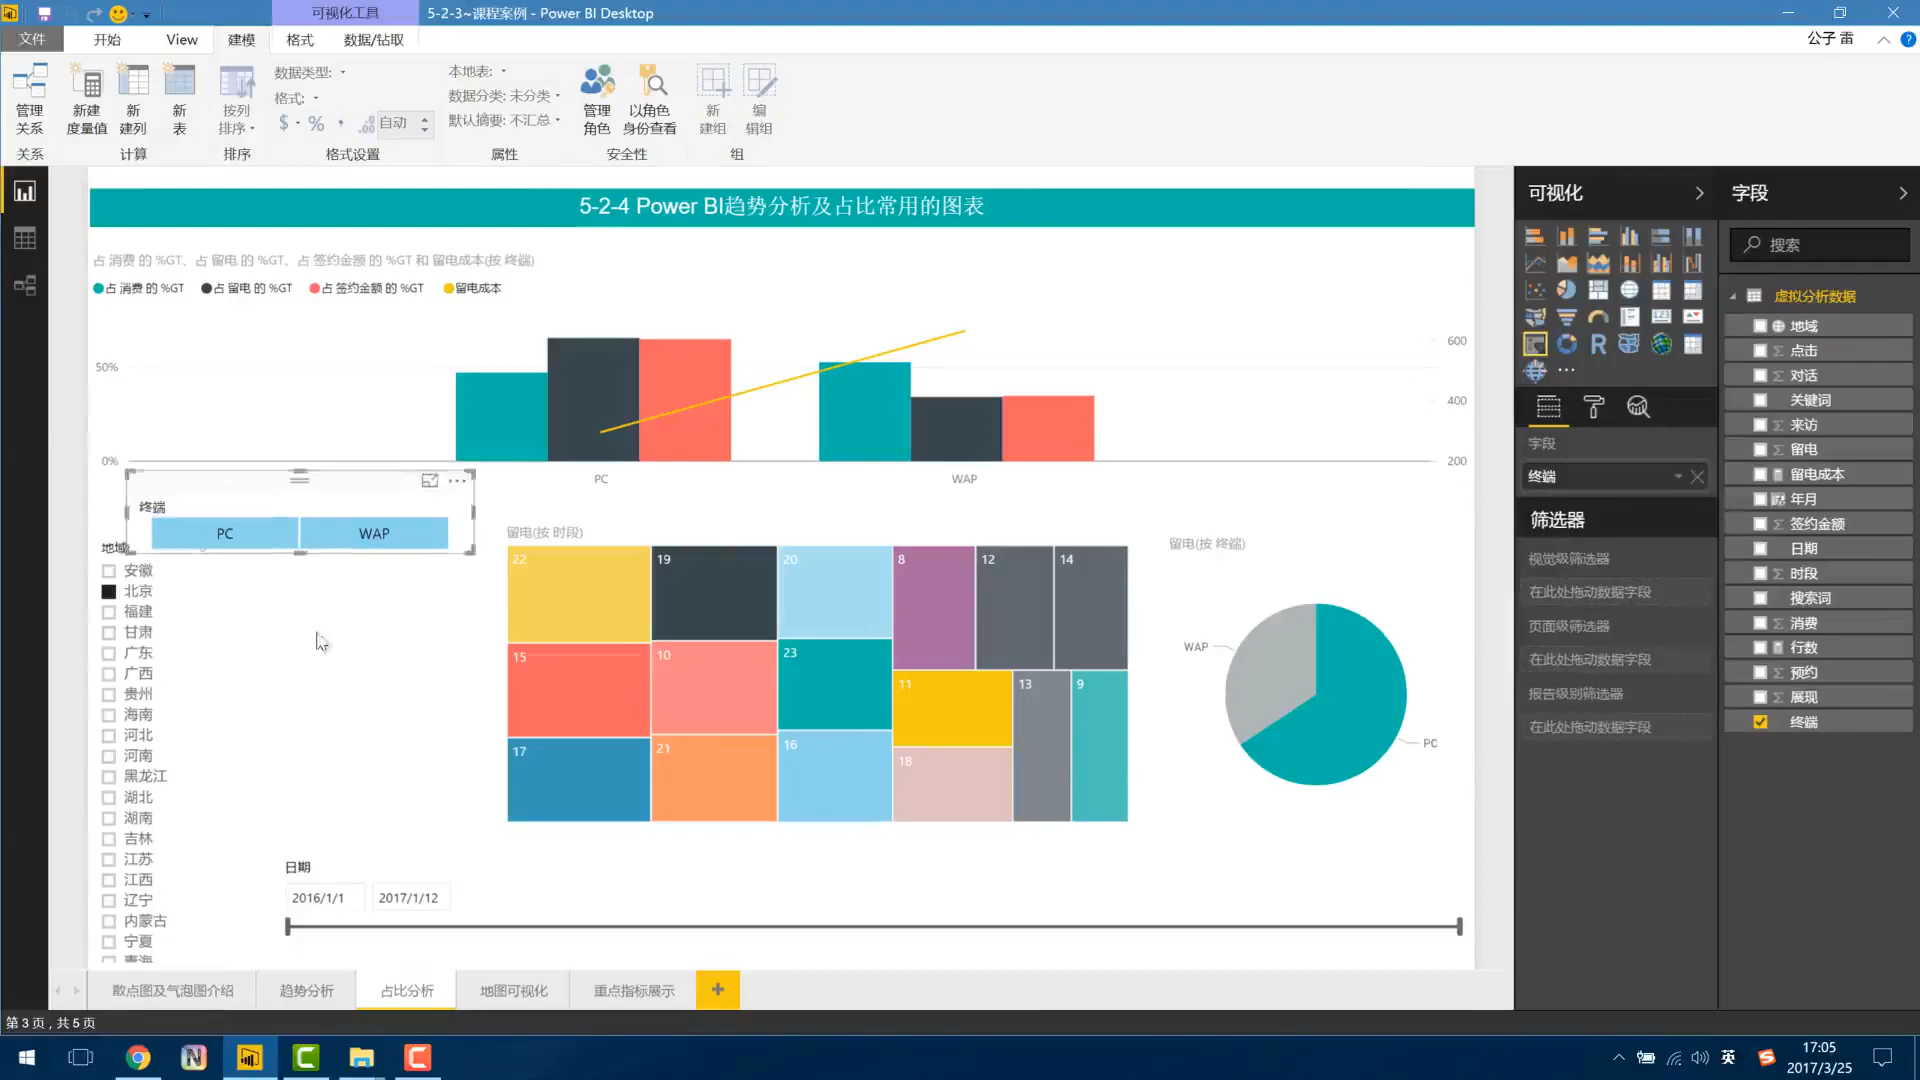 可视化工具
5-2-3~课程案例 - Power BI Desktop
文件 开始 View 建模 格式 数据/钻取
公子 雷
管理关系
新建度量值
新建列
新表
按列排序
数据类型:
格式:
$ % 自动
本地表:
数据分类: 未分类
默认摘要: 不汇总
管理角色
以角色身份查看
新建组
编辑组
关系 计算 排序 格式设置 属性 安全性 组
5-2-4 Power BI趋势分析及占比常用的图表
占 消费 的 %GT、占 留电 的 %GT、占 签约金额 的 %GT 和 留电成本(按 终端)
占 消费 的 %GT 占 留电 的 %GT 占 签约金额 的 %GT 留电成本
50%
0%
600
400
200
PC WAP
终端
PC WAP
地域
安徽
北京
福建
甘肃
广东
广西
贵州
海南
河北
河南
黑龙江
湖北
湖南
吉林
江苏
江西
辽宁
内蒙古
宁夏
青海
留电(按 时段)
22 19 20 8 12 14
15 10 23 11 13 9
17 21 16 18
留电(按 终端)
WAP
PC
日期
2016/1/1 2017/1/12
可视化
字段
终端
筛选器
视觉级筛选器
在此处拖动数据字段
页面级筛选器
在此处拖动数据字段
报告级别筛选器
在此处拖动数据字段
字段
搜索
虚拟分析数据
地域
点击
对话
关键词
来访
留电
留电成本
年月
签约金额
日期
时段
搜索词
消费
行数
预约
展现
终端
散点图及气泡图介绍 趋势分析 占比分析 地图可视化 重点指标展示 +
第 3 页，共 5 页
英
17:05
2017/3/25